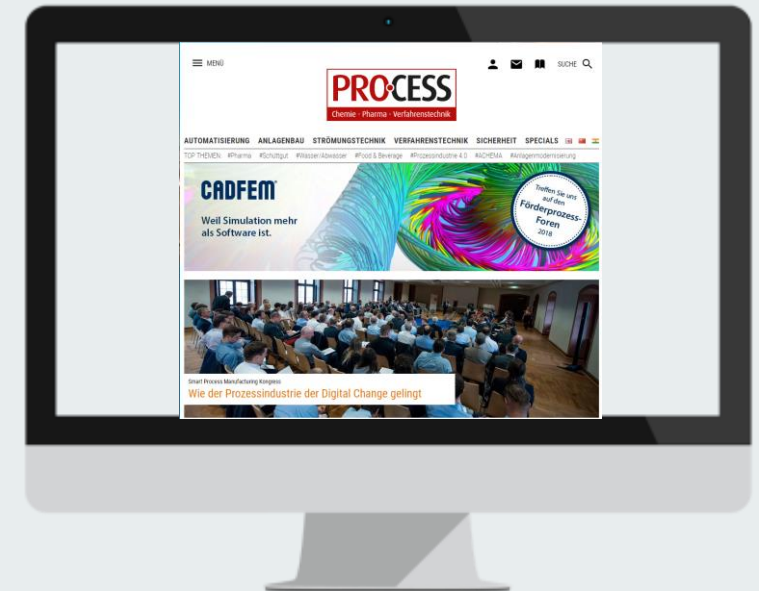 MENÜ
SUCHE
PROCESS
Chemie · Pharma · Verfahrenstechnik
AUTOMATISIERUNG ANLAGENBAU STRÖMUNGSTECHNIK VERFAHRENSTECHNIK SICHERHEIT SPECIALS
TOP-THEMEN: #Pharma #Schüttgut #Wasser/Abwasser #Food & Beverage #Prozessindustrie 4.0 #ACHEMA #Anlagenmodernisierung
CADFEM
Weil Simulation mehr
als Software ist.
Treffen Sie uns
auf den
Förderprozess-
Foren
2018
Smart Process Manufacturing Kongress
Wie der Prozessindustrie der Digital Change gelingt